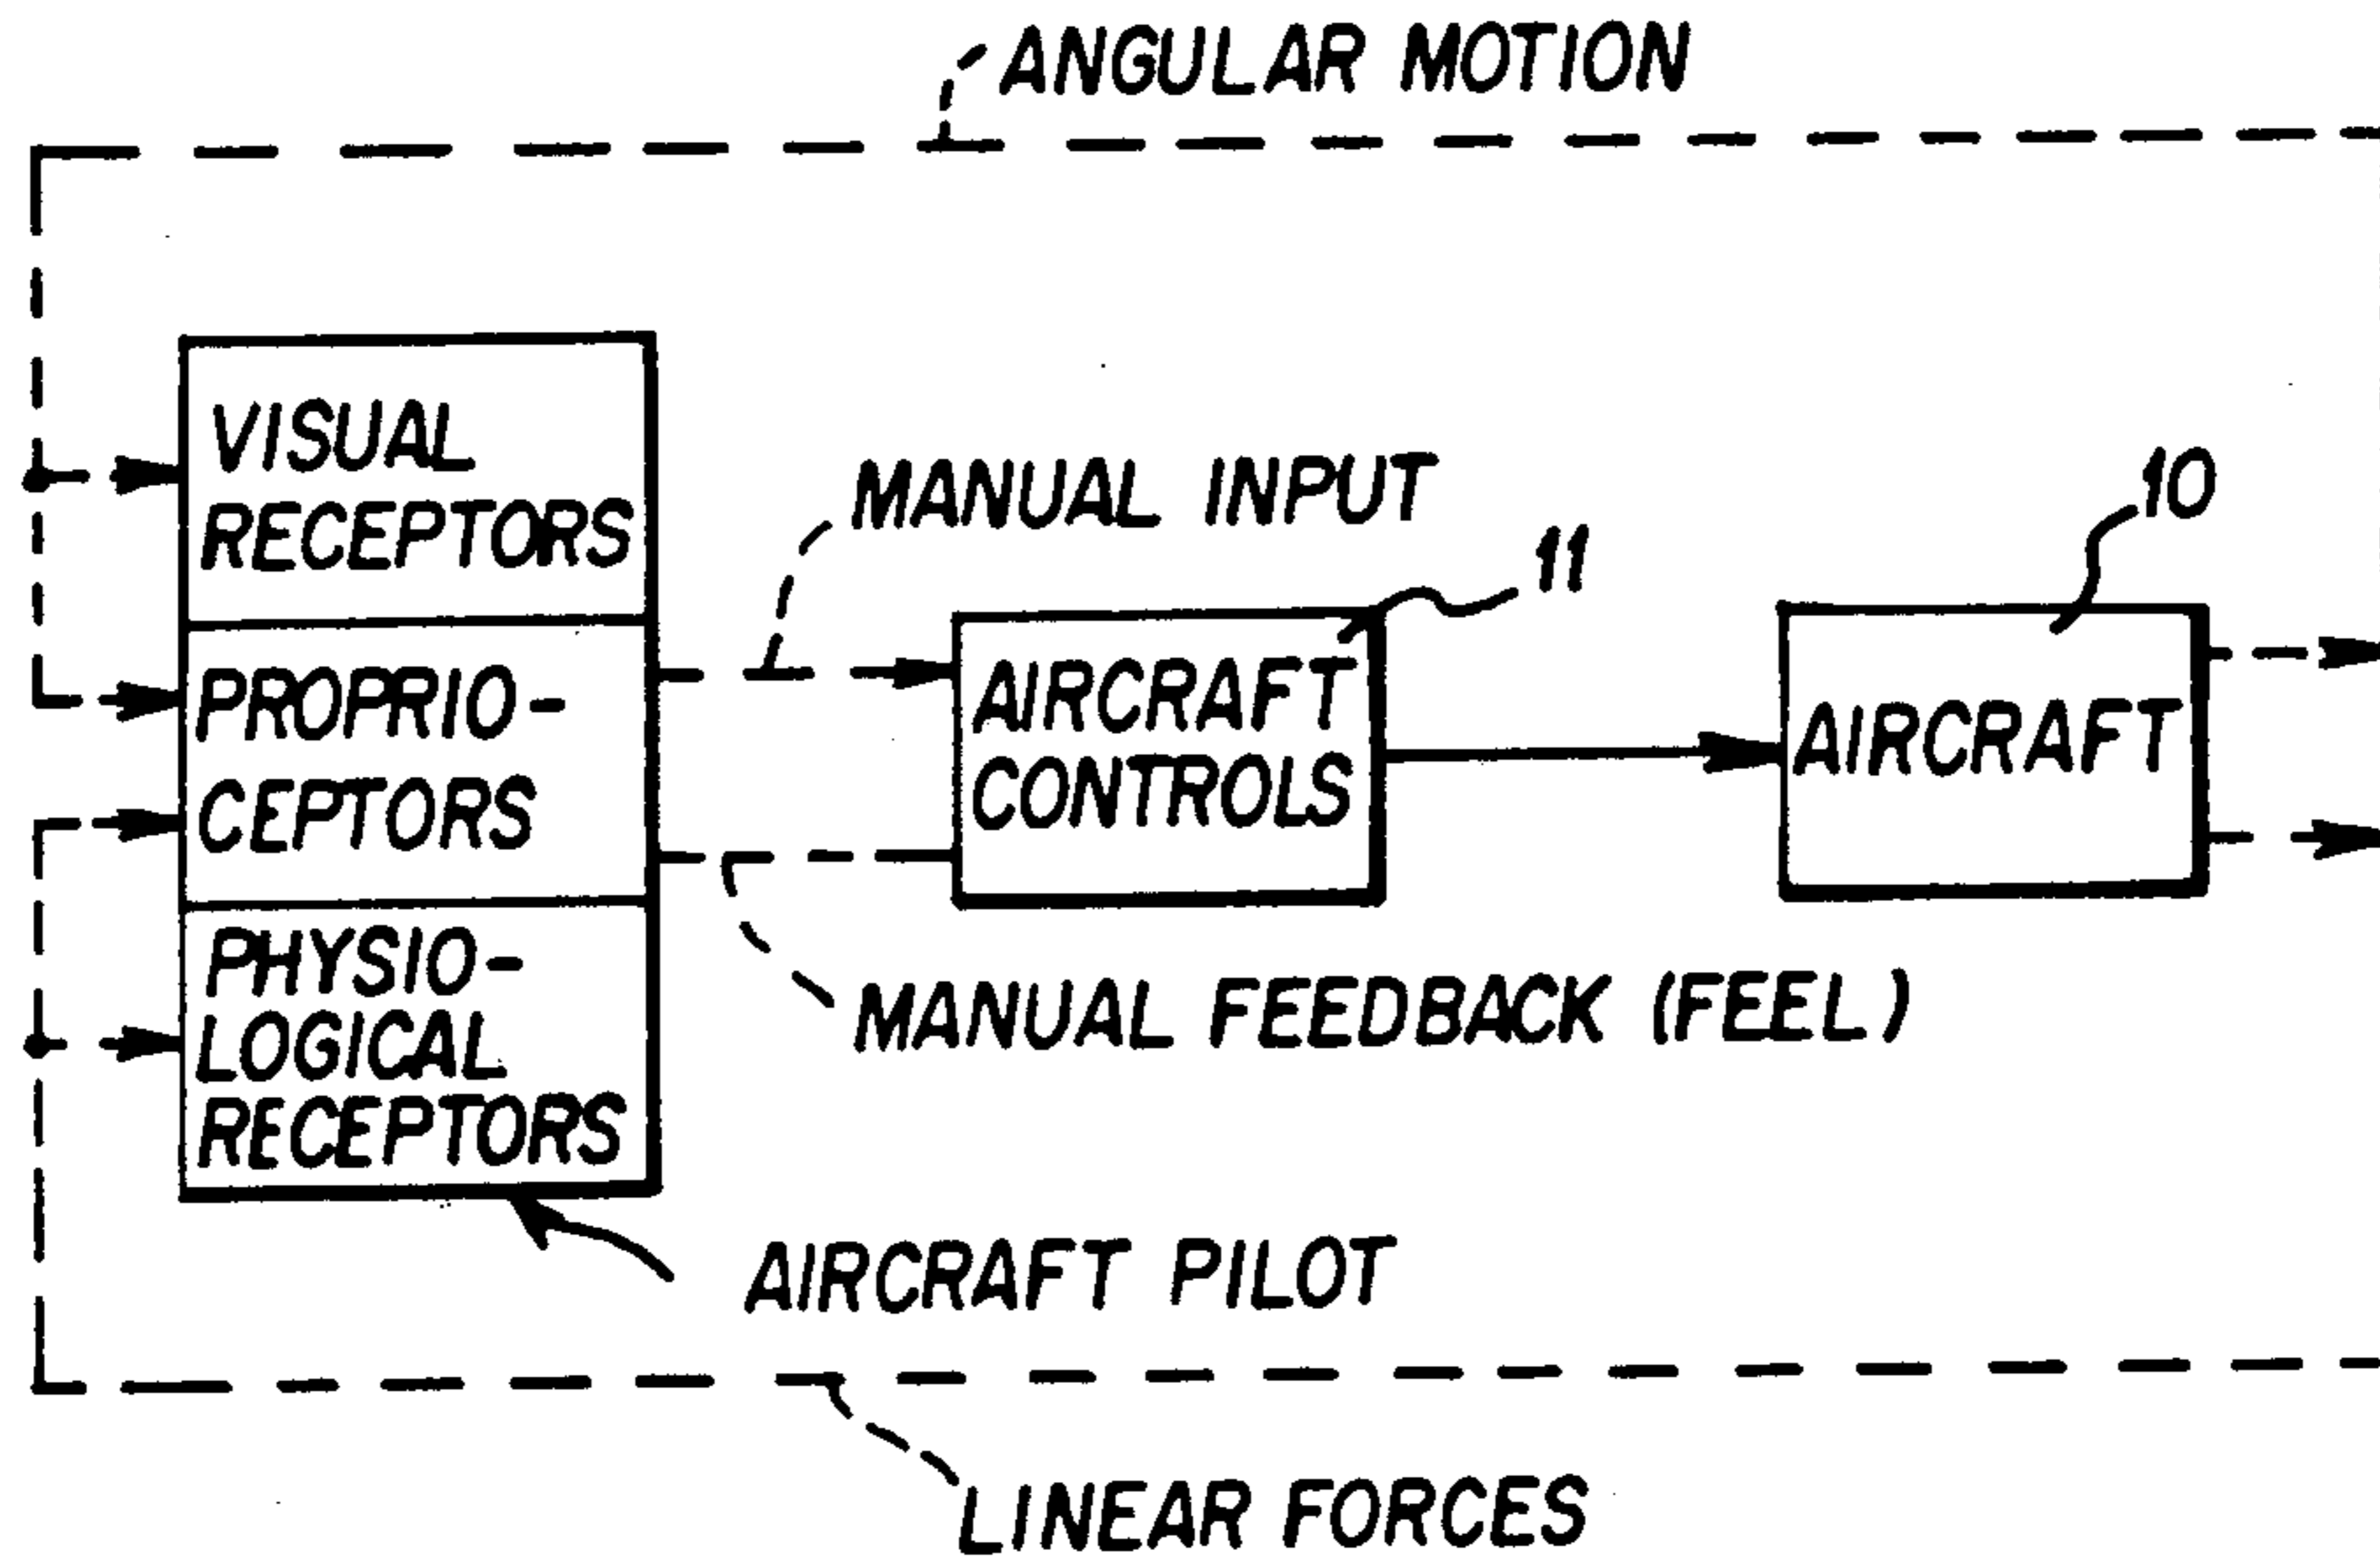 ANGULAR MOTION
VISUAL
RECEPTORS
PROPRIO-
CEPTORS
PHYSIO-
LOGICAL
RECEPTORS
MANUAL INPUT
11
AIRCRAFT
CONTROLS
10
AIRCRAFT
MANUAL FEEDBACK (FEEL)
AIRCRAFT PILOT
LINEAR FORCES